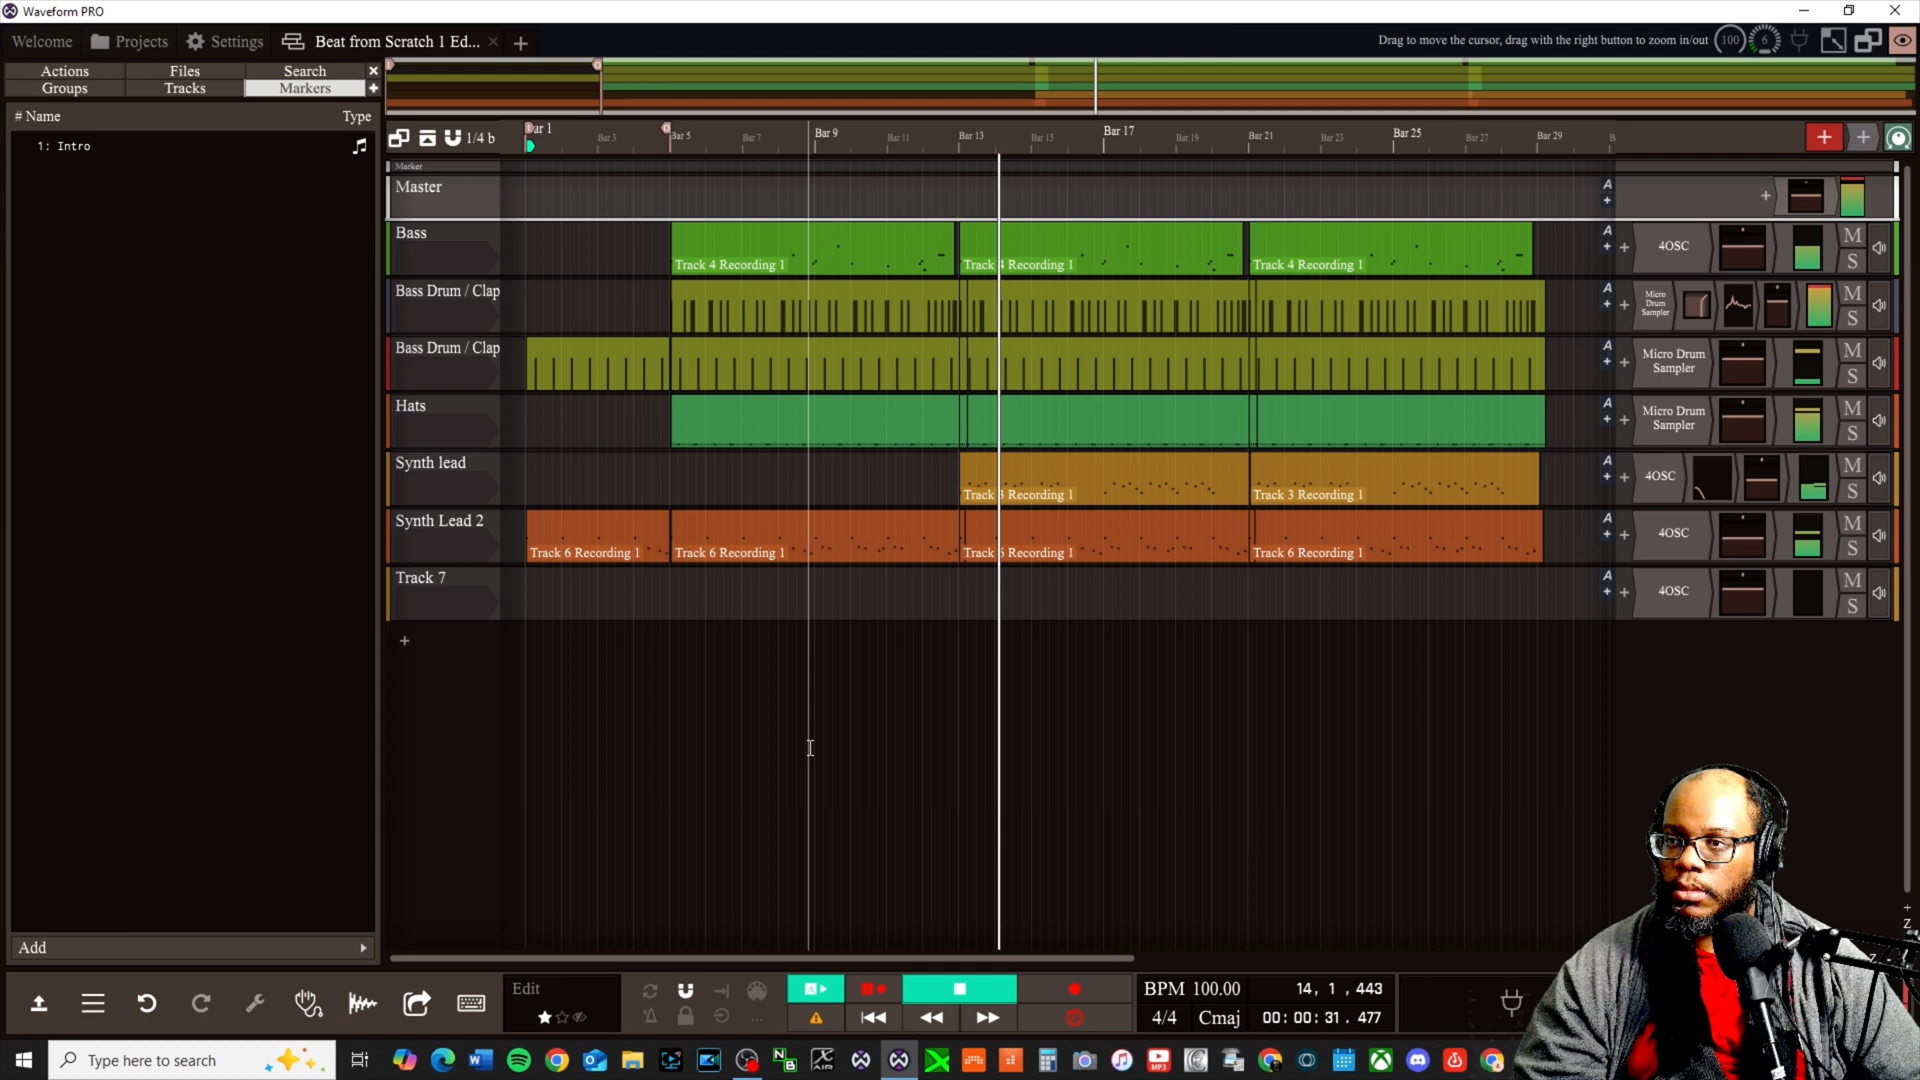 Waveform PRO
Welcome Projects Settings Beat from Scratch 1 Ed... Drag to move the cursor, drag with the right button to zoom in/out 100 6
Actions Files Search
Groups Tracks Markers
# Name Type
1: Intro
1/4 b
Bar 3 Bar 5 Bar 7 Bar 9 Bar 11 Bar 13 Bar 15 Bar 17 Bar 19 Bar 21 Bar 23 Bar 25 Bar 27 Bar 29
Marker
Master A
Bass A 4OSC M S
Track 4 Recording 1 Track 4 Recording 1 Track 4 Recording 1
Bass Drum / Clap A Micro Drum Sampler M S
Bass Drum / Clap A Micro Drum Sampler M S
Hats A Micro Drum Sampler M S
Synth lead A 4OSC M S
Track 3 Recording 1 Track 3 Recording 1
Synth Lead 2 A 4OSC M S
Track 6 Recording 1 Track 6 Recording 1 Track 6 Recording 1 Track 6 Recording 1
Track 7 A 4OSC M S
Add
Z
Edit
BPM 100.00 14, 1 , 443
4/4 Cmaj 00: 00: 31 . 477
Type here to search